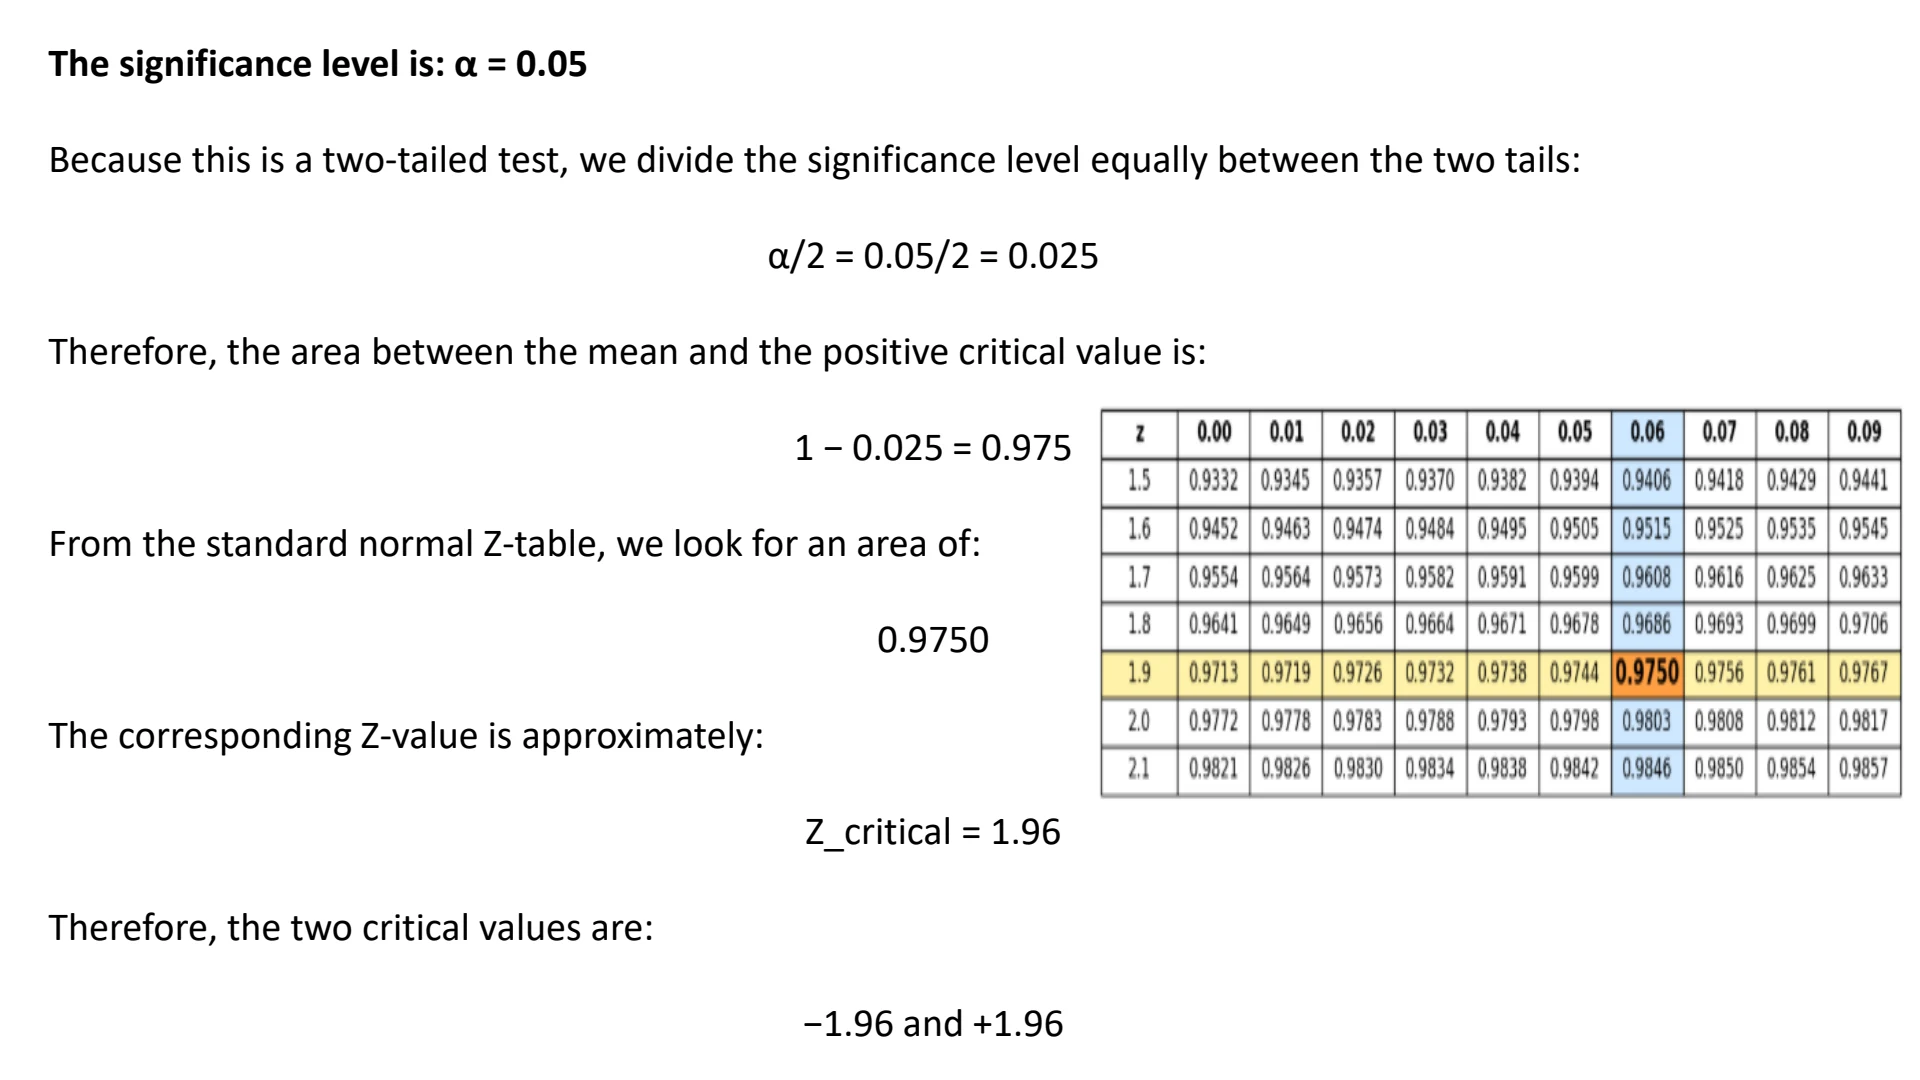 The significance level is: α = 0.05
Because this is a two-tailed test, we divide the significance level equally between the two tails:
α/2 = 0.05/2 = 0.025
Therefore, the area between the mean and the positive critical value is:
1 − 0.025 = 0.975
From the standard normal Z-table, we look for an area of:
0.9750
The corresponding Z-value is approximately:
Z_critical = 1.96
Therefore, the two critical values are:
−1.96 and +1.96
z 0.00 0.01 0.02 0.03 0.04 0.05 0.06 0.07 0.08 0.09
1.5 0.9332 0.9345 0.9357 0.9370 0.9382 0.9394 0.9406 0.9418 0.9429 0.9441
1.6 0.9452 0.9463 0.9474 0.9484 0.9495 0.9505 0.9515 0.9525 0.9535 0.9545
1.7 0.9554 0.9564 0.9573 0.9582 0.9591 0.9599 0.9608 0.9616 0.9625 0.9633
1.8 0.9641 0.9649 0.9656 0.9664 0.9671 0.9678 0.9686 0.9693 0.9699 0.9706
1.9 0.9713 0.9719 0.9726 0.9732 0.9738 0.9744 0.9750 0.9756 0.9761 0.9767
2.0 0.9772 0.9778 0.9783 0.9788 0.9793 0.9798 0.9803 0.9808 0.9812 0.9817
2.1 0.9821 0.9826 0.9830 0.9834 0.9838 0.9842 0.9846 0.9850 0.9854 0.9857